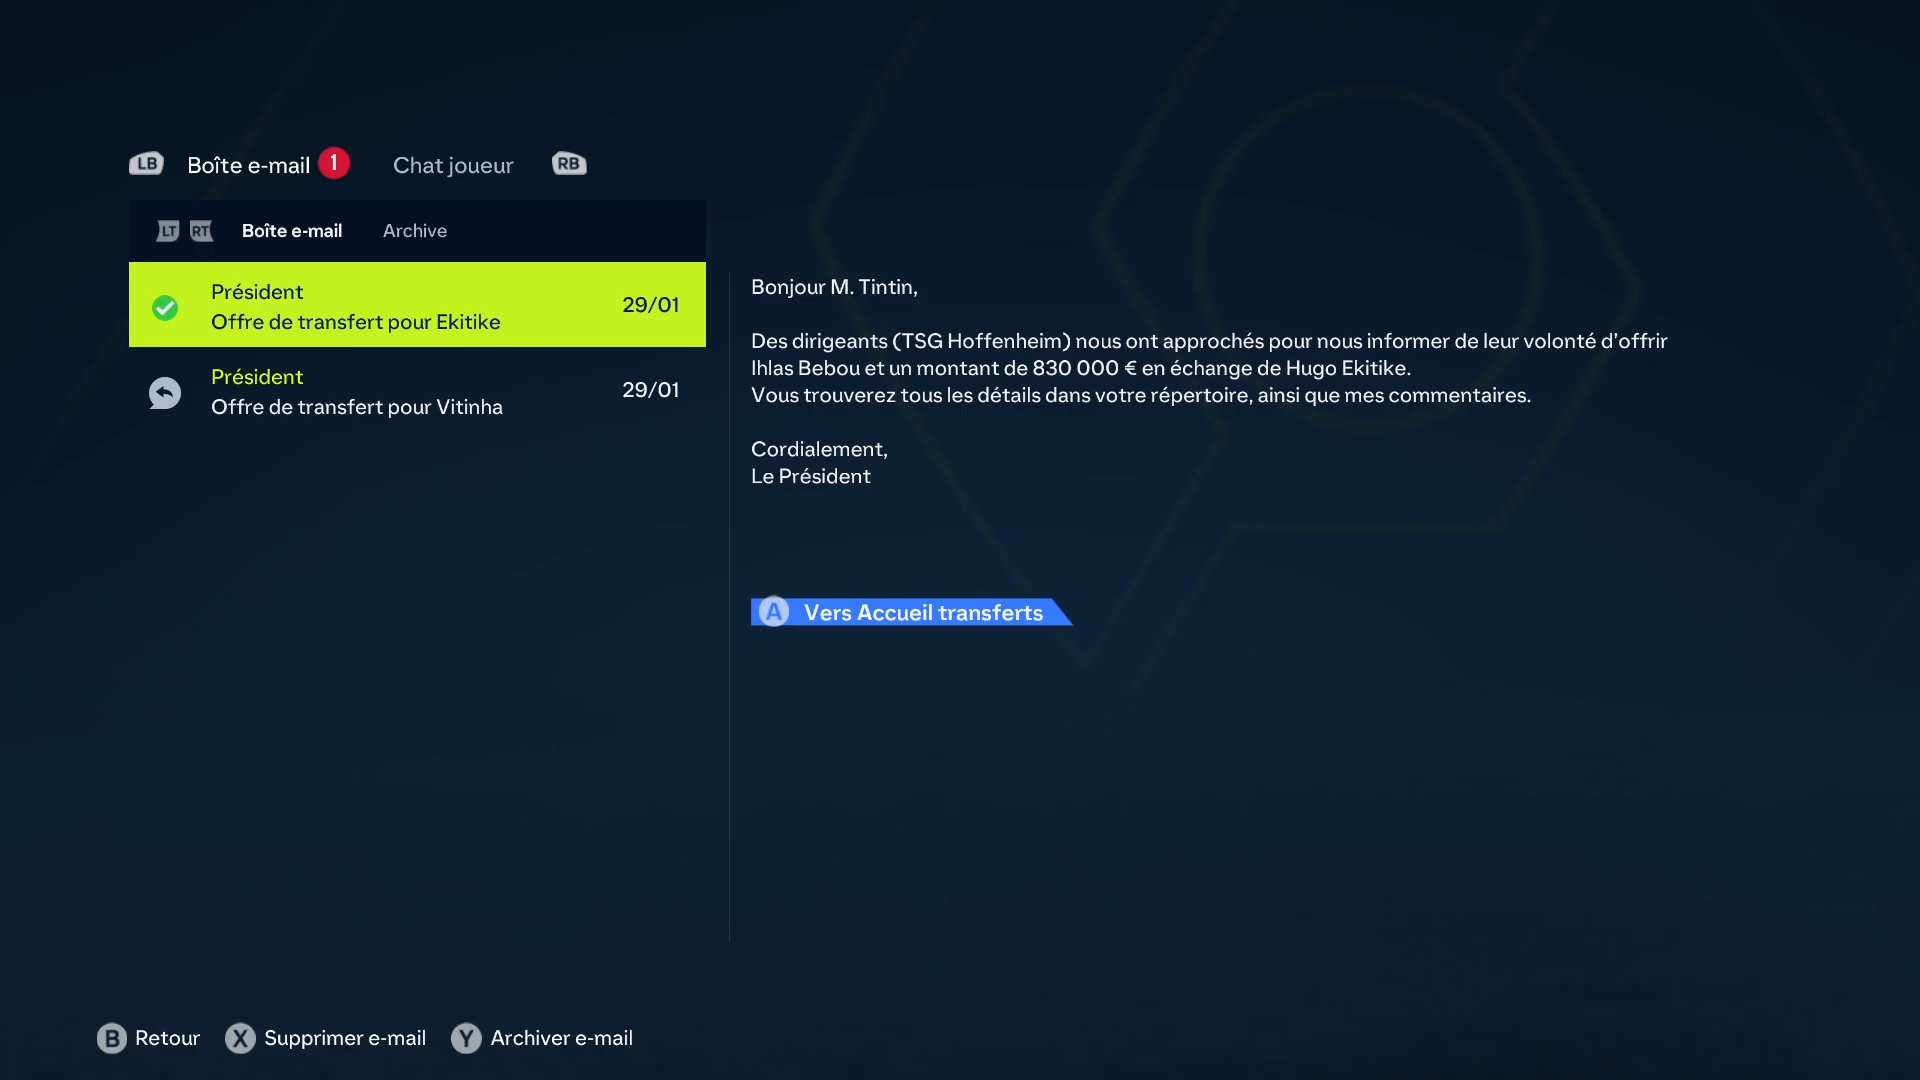 LB Boîte e-mail 1 Chat joueur RB
LT RT Boîte e-mail Archive
Président
Offre de transfert pour Ekitike
29/01
Président
Offre de transfert pour Vitinha
29/01
Bonjour M. Tintin,
Des dirigeants (TSG Hoffenheim) nous ont approchés pour nous informer de leur volonté d'offrir
Ihlas Bebou et un montant de 830 000 € en échange de Hugo Ekitike.
Vous trouverez tous les détails dans votre répertoire, ainsi que mes commentaires.
Cordialement,
Le Président
A Vers Accueil transferts
B Retour X Supprimer e-mail Y Archiver e-mail